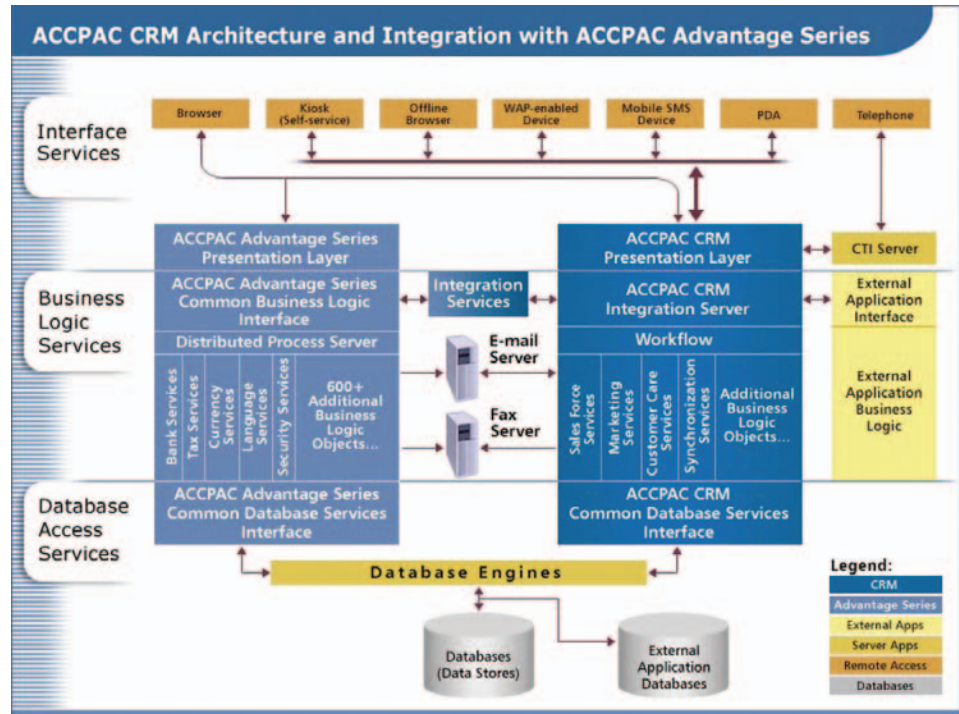 ACCPAC CRM Architecture and Integration with ACCPAC Advantage Series
Interface
Services
Browser
Kiosk
(Self-service)
Offline
Browser
WAP-enabled
Device
Mobile SMS
Device
PDA
Telephone
ACCPAC Advantage Series
Presentation Layer
ACCPAC CRM
Presentation Layer
CTI Server
Business
Logic
Services
ACCPAC Advantage Series
Common Business Logic
Interface
Integration
Services
ACCPAC CRM
Integration Server
External
Application
Interface
Distributed Process Server
E-mail
Server
Workflow
Bank Services
Tax Services
Currency
Services
Language
Services
Security Services
600+
Additional
Business
Logic
Objects...
Fax
Server
Sales Force
Services
Marketing
Services
Customer Care
Services
Synchronization
Services
Additional
Business
Logic
Objects...
External
Application
Business
Logic
Database
Access
Services
ACCPAC Advantage Series
Common Database Services
Interface
ACCPAC CRM
Common Database Services
Interface
Database Engines
Databases
(Data Stores)
External
Application
Databases
Legend:
CRM
Advantage Series
External Apps
Server Apps
Remote Access
Databases